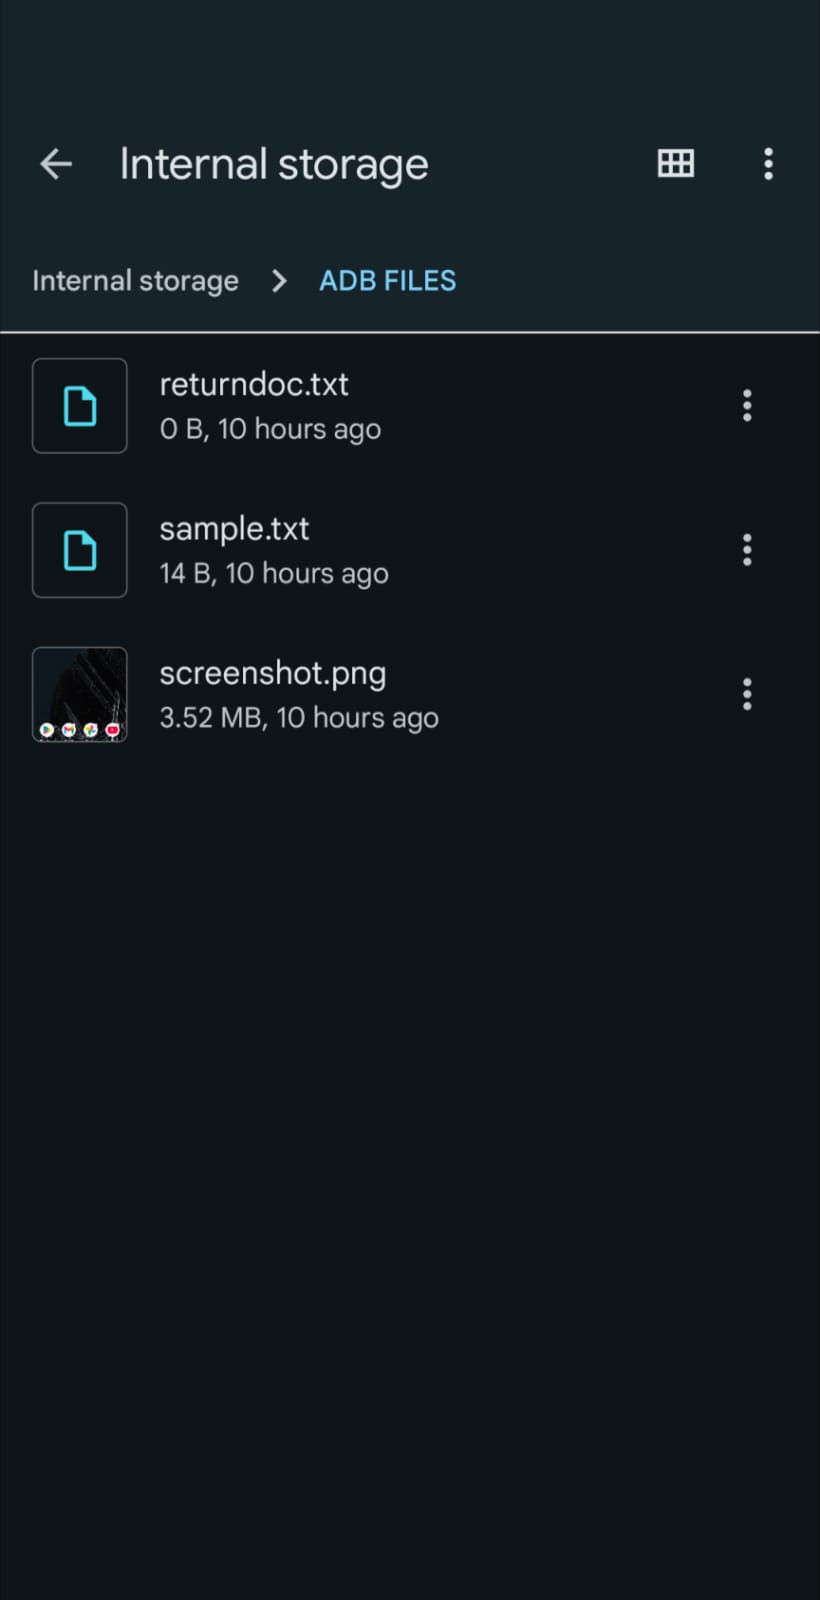 Internal storage
Internal storage > ADB FILES
returndoc.txt
0 B, 10 hours ago
sample.txt
14 B, 10 hours ago
screenshot.png
3.52 MB, 10 hours ago